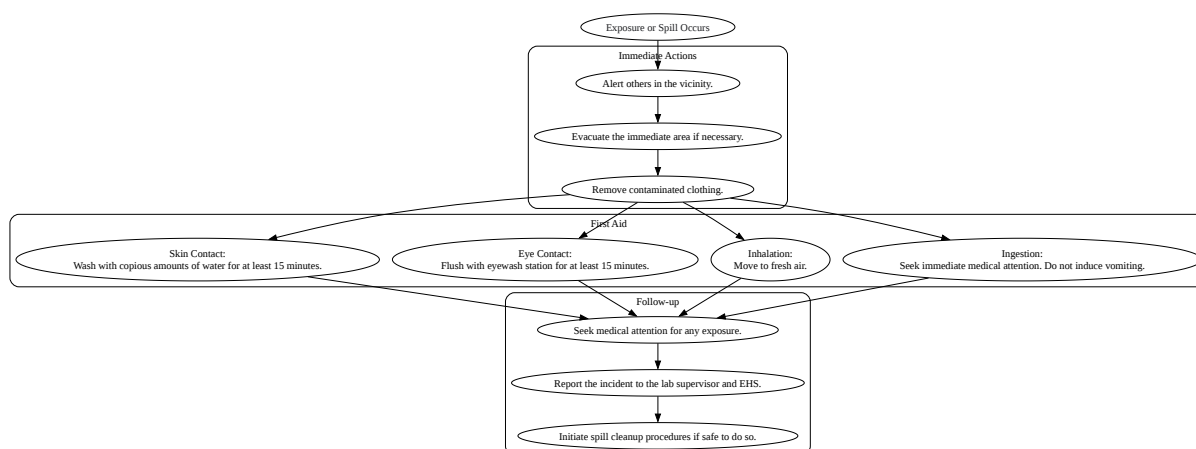 Exposure or Spill Occurs
Immediate Actions
Alert others in the vicinity.
Evacuate the immediate area if necessary.
Remove contaminated clothing.
First Aid
Skin Contact:
Wash with copious amounts of water for at least 15 minutes.
Eye Contact:
Flush with eyewash station for at least 15 minutes.
Inhalation:
Move to fresh air.
Ingestion:
Seek immediate medical attention. Do not induce vomiting.
Follow-up
Seek medical attention for any exposure.
Report the incident to the lab supervisor and EHS.
Initiate spill cleanup procedures if safe to do so.